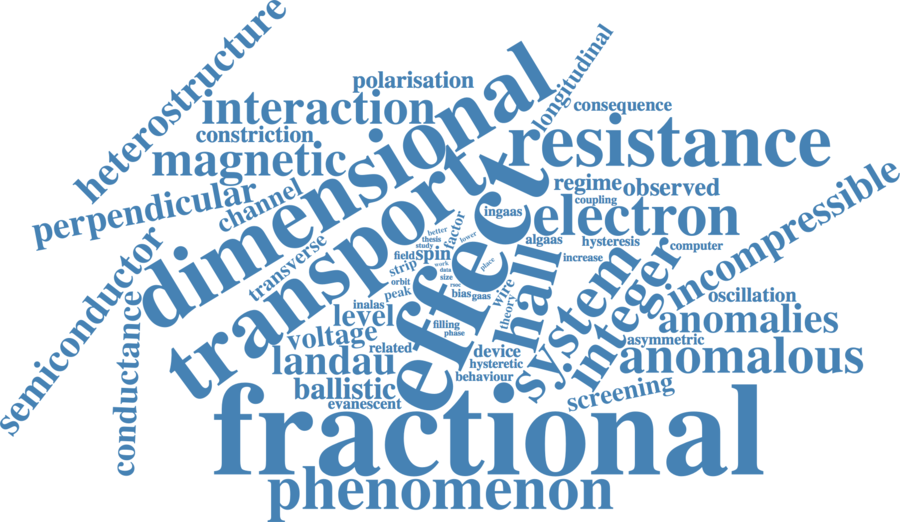 heterostructure
polarisation
longitudinal
interaction
consequence
constriction
dimensional
resistance
magnetic
perpendicular
channel
transport
regime
observed
coupling
ingaas
electron
incompressible
factor
better
thesis
lower
study
algaas
hysteresis
computer
transverse
field
spin
work
place
increase
strip
data
size
orbit
rsoc
effect
hall
system
integer
semiconductor
conductance
peak
bias
gaas
wire
theory
oscillation
inalas
level
filling
phase
anomalies
voltage
related
asymmetric
landau
device
anomalous
hysteretic
behaviour
ballistic
screening
evanescent
fractional
phenomenon